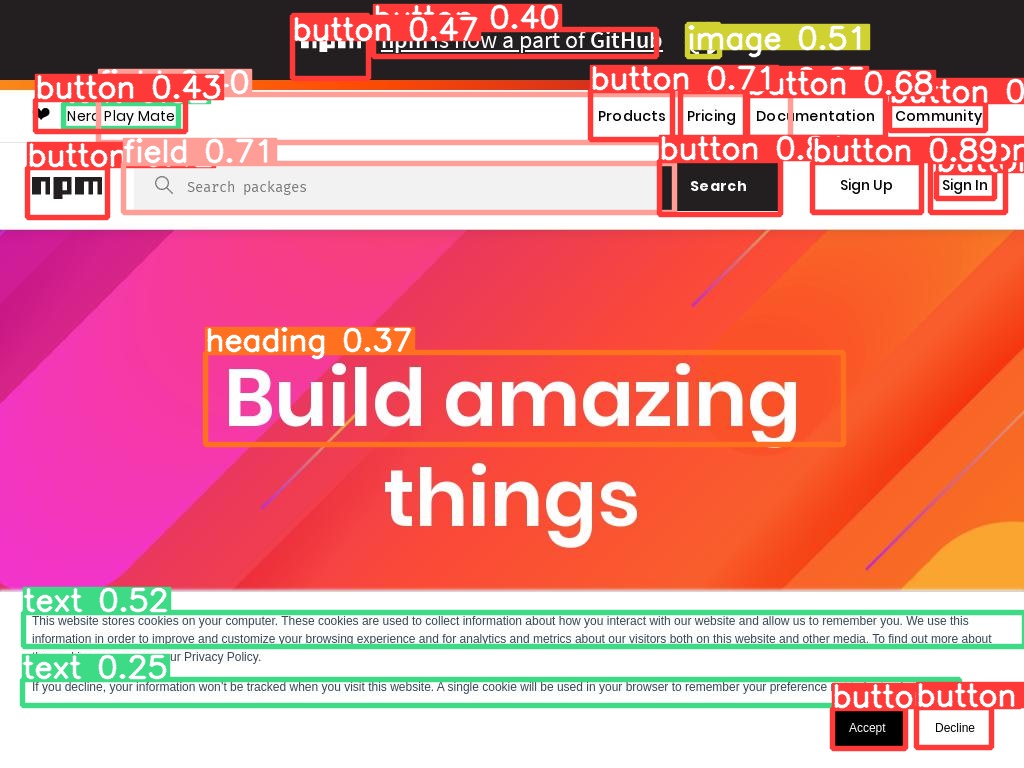 button 0.40
button 0.47
image 0.51
npm is now a part of GitHub
button 0.43
button 0.71
0.68
button 0
Nerd Play Mate
Products
Pricing
Documentation
Community
button
field 0.71
button 0.8
button 0.89
npm
Search packages
Search
Sign Up
Sign In
heading 0.37
Build amazing
things
text 0.52
This website stores cookies on your computer. These cookies are used to collect information about how you interact with our website and allow us to remember you. We use this
information in order to improve and customize your browsing experience and for analytics and metrics about our visitors both on this website and other media. To find out more about
ur Privacy Policy.
text 0.25
If you decline, your information won't be tracked when you visit this website. A single cookie will be used in your browser to remember your preference
butto
button
Accept
Decline